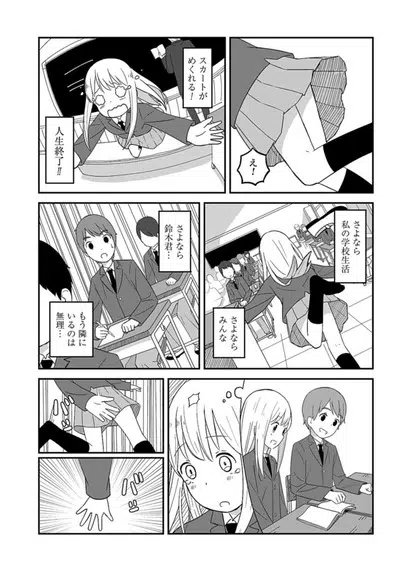 え！
スカートが
めくれる！
人生終了!!
さよなら
私の学校生活
さよなら
みんな
さよなら
鈴木君…
もう隣に
いるのは
無理…